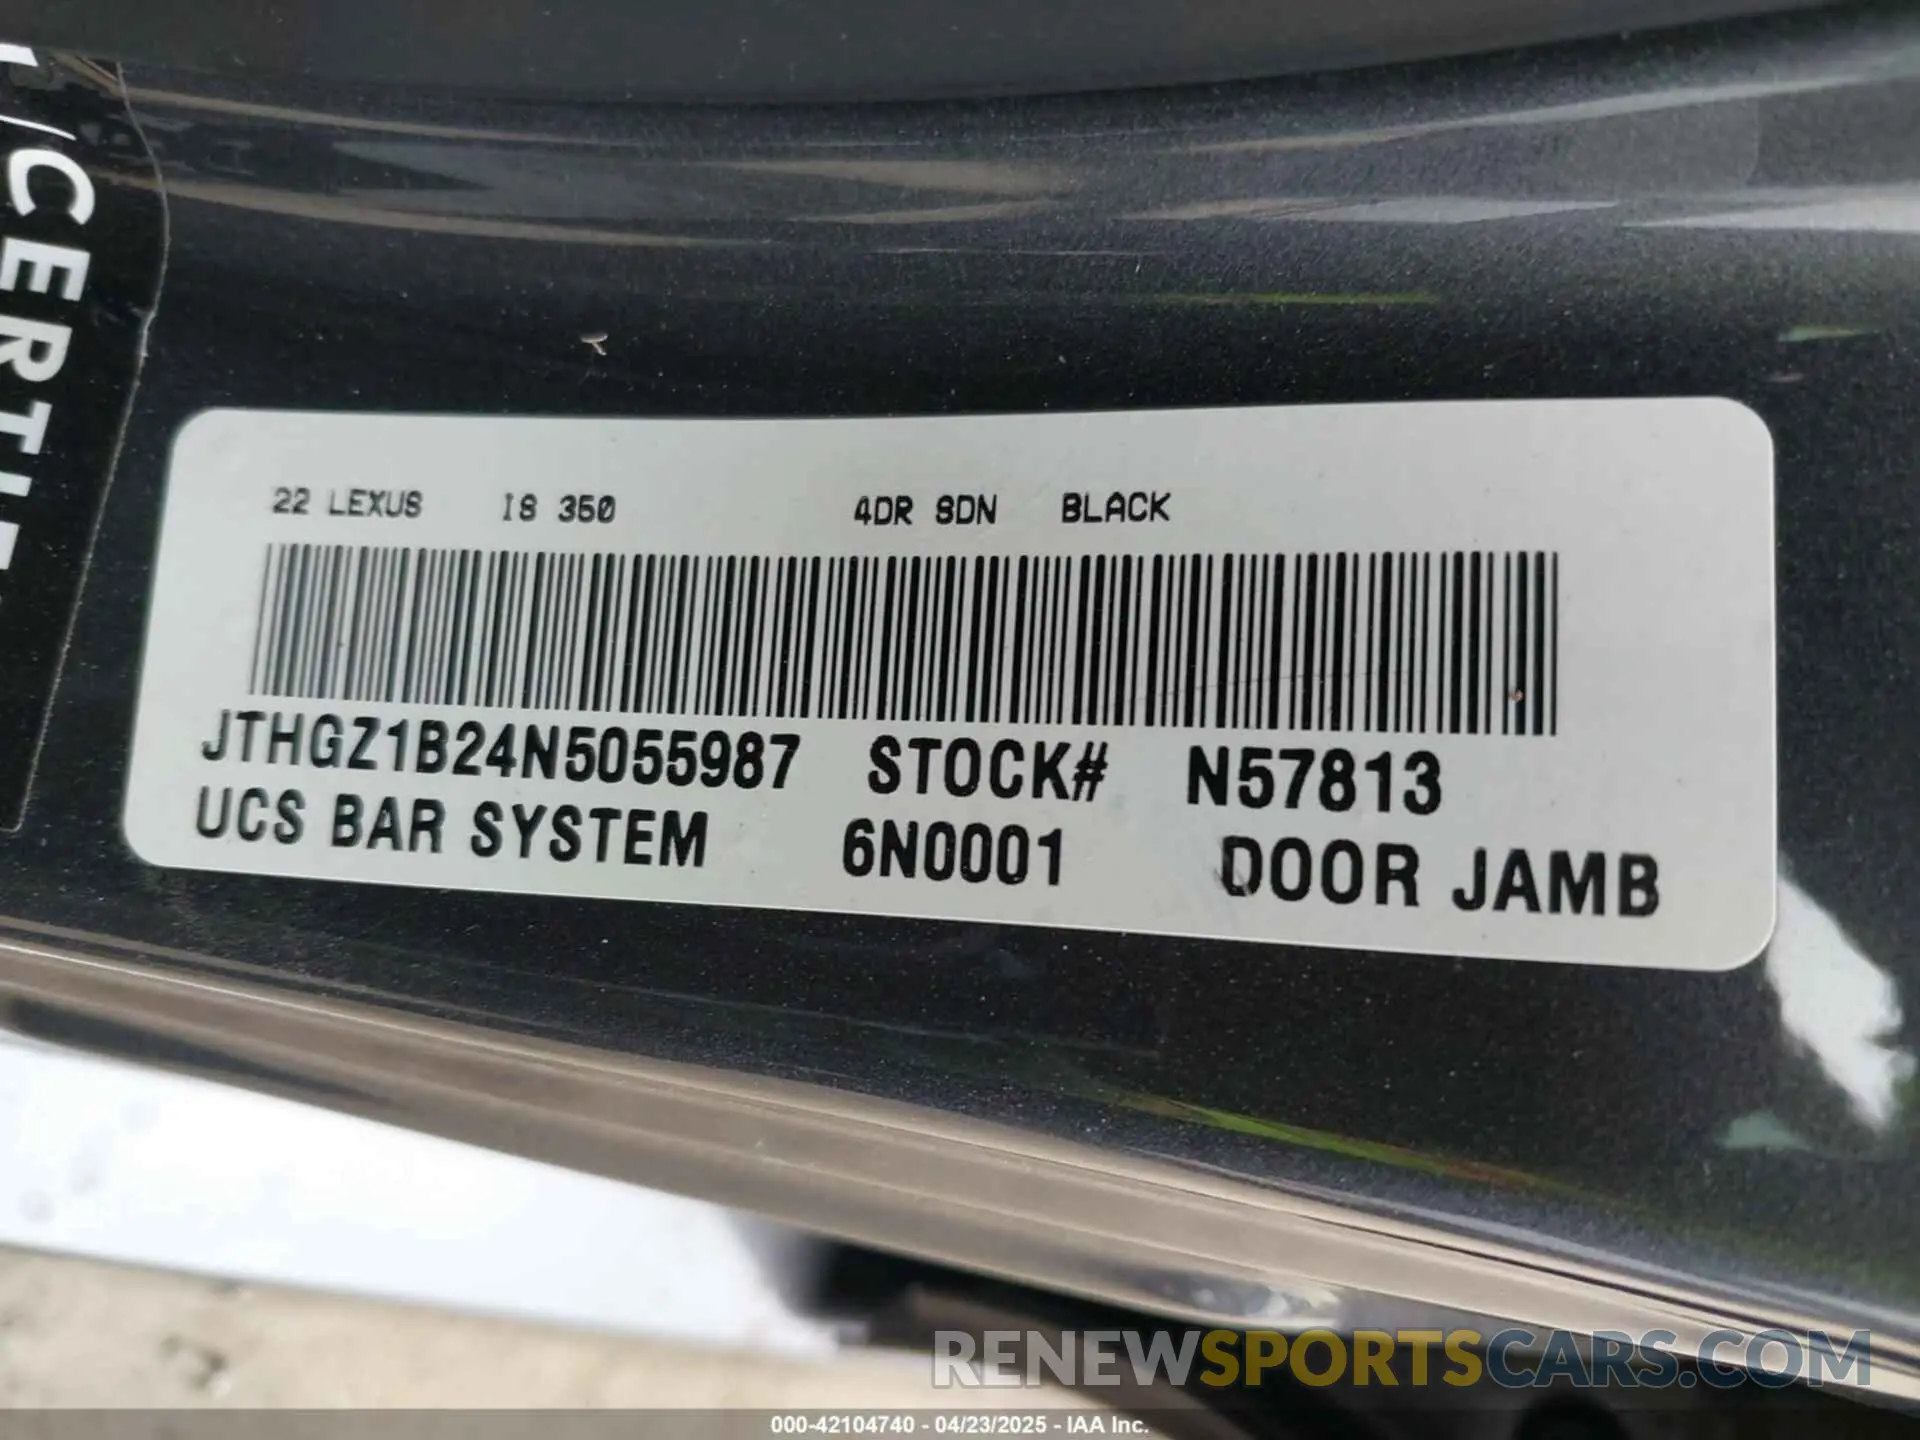 /CERTIF
22 LEXUS IS 350 4DR SDN BLACK
JTHGZ1B24N5055987 STOCK# N57813
UCS BAR SYSTEM 6N0001 DOOR JAMB
RENEWSPORTSCARS.COM
000-42104740 - 04/23/2025 - IAA Inc.